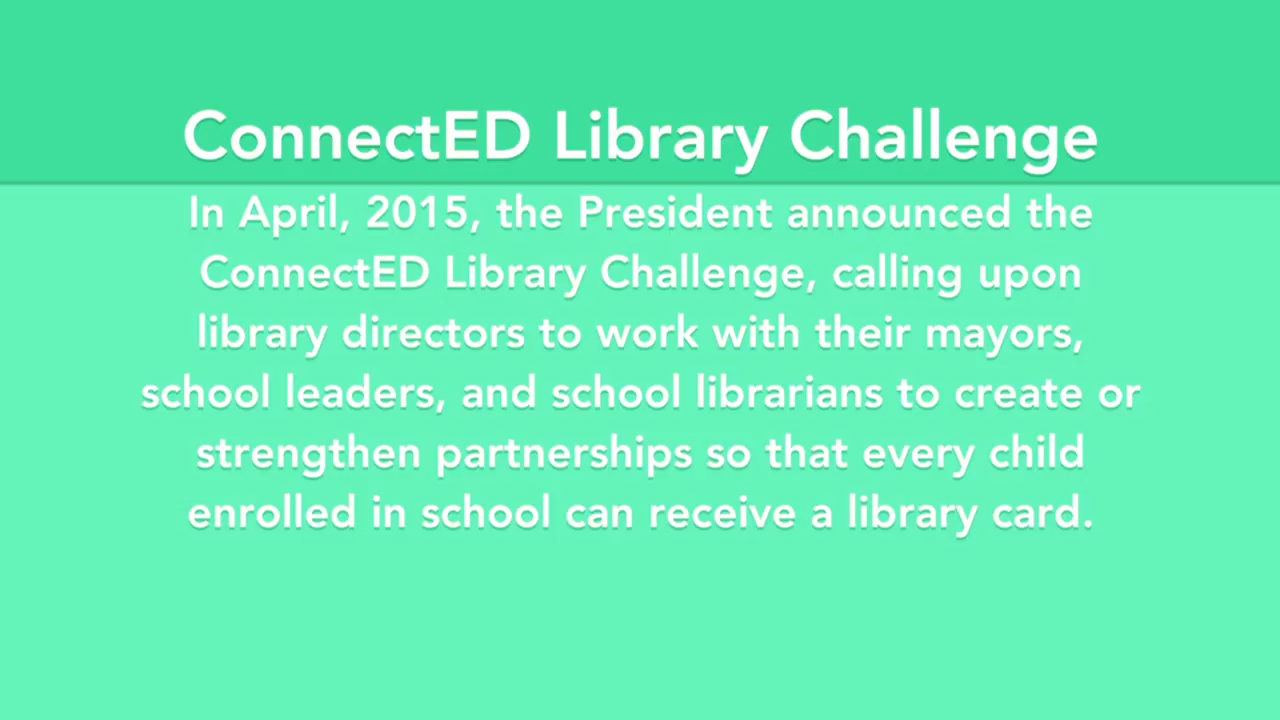 ConnectED Library Challenge
In April, 2015, the President announced the
ConnectED Library Challenge, calling upon
library directors to work with their mayors,
school leaders, and school librarians to create or
strengthen partnerships so that every child
enrolled in school can receive a library card.